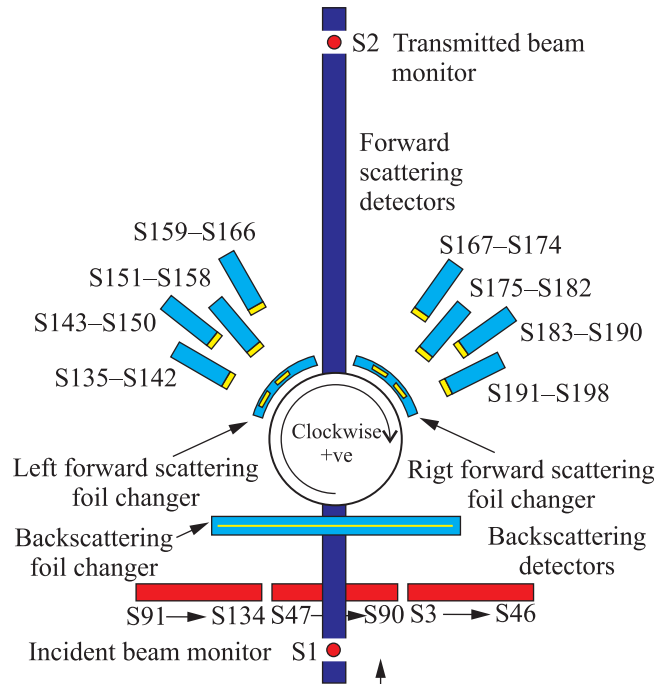 S2 Transmitted beam
monitor
Forward
scattering
detectors
S159–S166
S151–S158
S143–S150
S135–S142
S167–S174
S175–S182
S183–S190
S191–S198
Clockwise
+ve
Left forward scattering
foil changer
Rigt forward scattering
foil changer
Backscattering
foil changer
Backscattering
detectors
S91 S134 S47 S90 S3 S46
Incident beam monitor S1